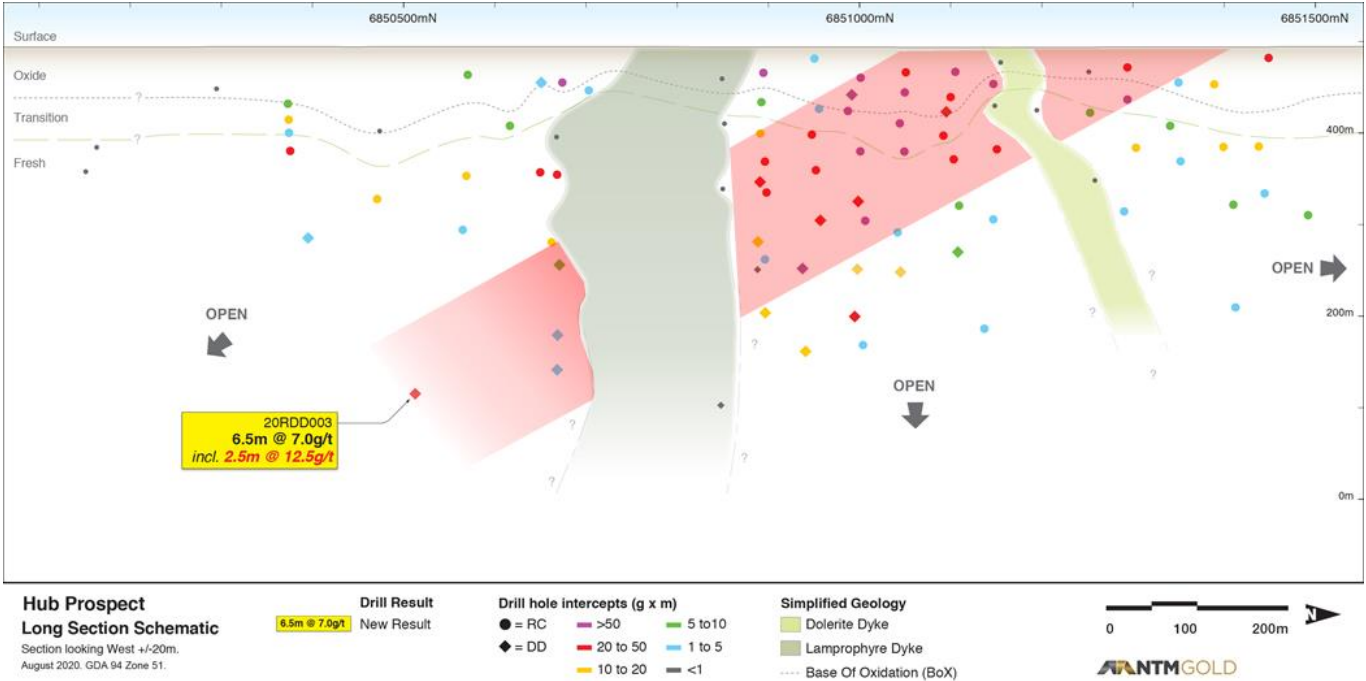 6850500mN
6851000mN
6851500mN
Surface
Oxide
?
Transition
?
400m
Fresh
OPEN
?
OPEN
?
200m
?
OPEN
?
20RDD003
6.5m @ 7.0g/t
incl. 2.5m @ 12.5g/t
?
?
?
0m
Hub Prospect
Long Section Schematic
Section looking West +/-20m.
August 2020. GDA 94 Zone 51.
Drill Result
6.5m @ 7.0g/t New Result
Drill hole intercepts (g x m)
= RC
= DD
>50
20 to 50
10 to 20
5 to10
1 to 5
<1
Simplified Geology
Dolerite Dyke
Lamprophyre Dyke
Base Of Oxidation (BoX)
0 100 200m
N
NTMGOLD